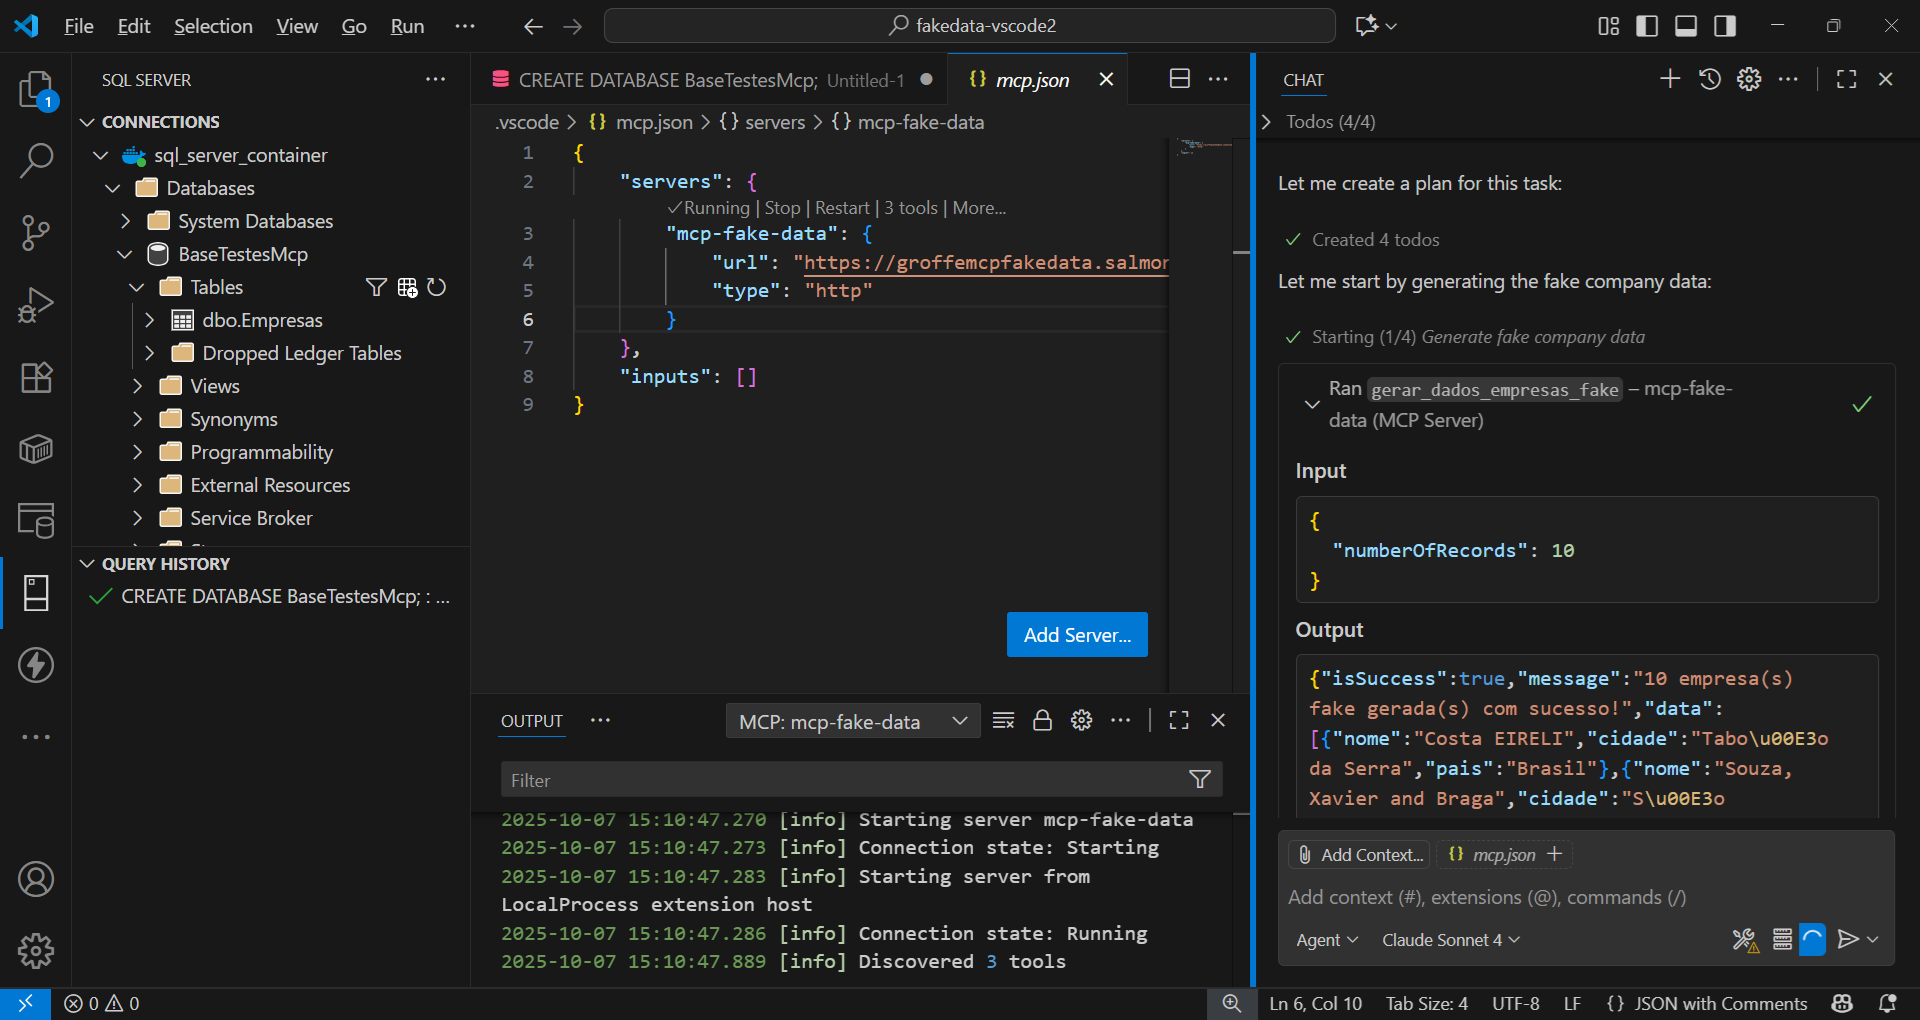 File Edit Selection View Go Run ···
fakedata-vscode2
1
SQL SERVER
CONNECTIONS
sql_server_container
Databases
System Databases
BaseTestesMcp
Tables
dbo.Empresas
Dropped Ledger Tables
Views
Synonyms
Programmability
External Resources
Service Broker
QUERY HISTORY
CREATE DATABASE BaseTestesMcp; : ...
CREATE DATABASE BaseTestesMcp; Untitled-1
{} mcp.json
.vscode > {} mcp.json > {} servers > {} mcp-fake-data
1 {
2 "servers": {
✓Running | Stop | Restart | 3 tools | More...
3 "mcp-fake-data": {
4 "url": "https://groffemcpfakedata.salmon
5 "type": "http"
6 }
7 },
8 "inputs": []
9 }
Add Server...
OUTPUT
MCP: mcp-fake-data
Filter
2025-10-07 15:10:47.270 [info] Starting server mcp-fake-data
2025-10-07 15:10:47.273 [info] Connection state: Starting
2025-10-07 15:10:47.283 [info] Starting server from
LocalProcess extension host
2025-10-07 15:10:47.286 [info] Connection state: Running
2025-10-07 15:10:47.889 [info] Discovered 3 tools
CHAT
Todos (4/4)
Let me create a plan for this task:
Created 4 todos
Let me start by generating the fake company data:
Starting (1/4) Generate fake company data
Ran gerar_dados_empresas_fake – mcp-fake-
data (MCP Server)
Input
{
"numberOfRecords": 10
}
Output
{"isSuccess":true,"message":"10 empresa(s)
fake gerada(s) com sucesso!","data":
[{"nome":"Costa EIRELI","cidade":"Tabo\u00E3o
da Serra","pais":"Brasil"},{"nome":"Souza,
Xavier and Braga","cidade":"S\u00E3o
Add Context...
{} mcp.json +
Add context (#), extensions (@), commands (/)
Agent
Claude Sonnet 4
0 0
Ln 6, Col 10 Tab Size: 4 UTF-8 LF {} JSON with Comments